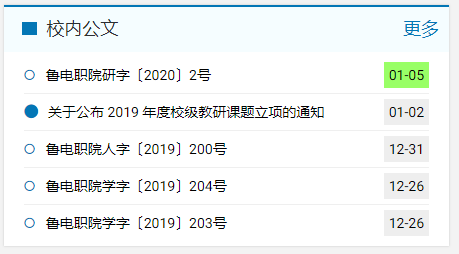 校内公文 更多
鲁电职院研字〔2020〕2号 01-05
关于公布 2019 年度校级教研课题立项的通知 01-02
鲁电职院人字〔2019〕200号 12-31
鲁电职院学字〔2019〕204号 12-26
鲁电职院学字〔2019〕203号 12-26